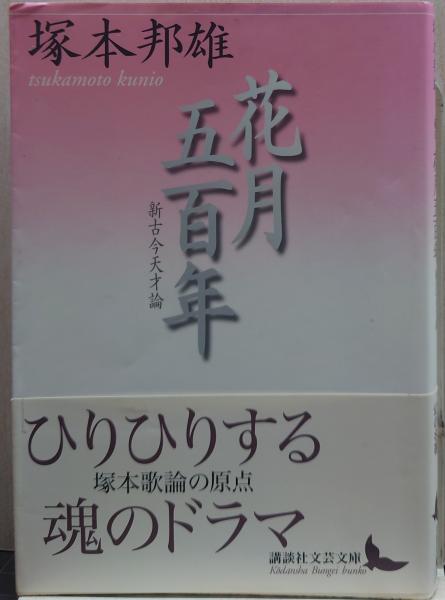 塚本邦雄
tsukamoto kunio
花月
五百年
新古今天才論
ひりひりする
塚本歌論の原点
魂のドラマ
講談社文芸文庫
Kōdansha Bungei bunko